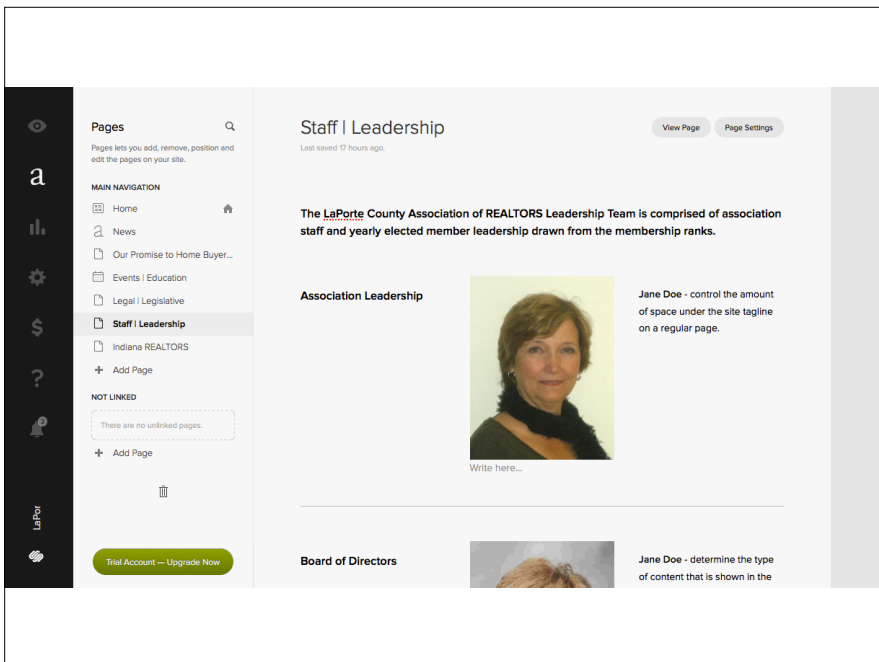 a
$
?
3
LaPor
Pages
Pages lets you add, remove, position and
edit the pages on your site.
MAIN NAVIGATION
Home
News
Our Promise to Home Buyer...
Events | Education
Legal | Legislative
Staff | Leadership
Indiana REALTORS
+ Add Page
NOT LINKED
There are no unlinked pages.
+ Add Page
Trial Account — Upgrade Now
Staff | Leadership
Last saved 17 hours ago.
View Page
Page Settings
The LaPorte County Association of REALTORS Leadership Team is comprised of association
staff and yearly elected member leadership drawn from the membership ranks.
Association Leadership
Write here...
Jane Doe - control the amount
of space under the site tagline
on a regular page.
Board of Directors
Jane Doe - determine the type
of content that is shown in the